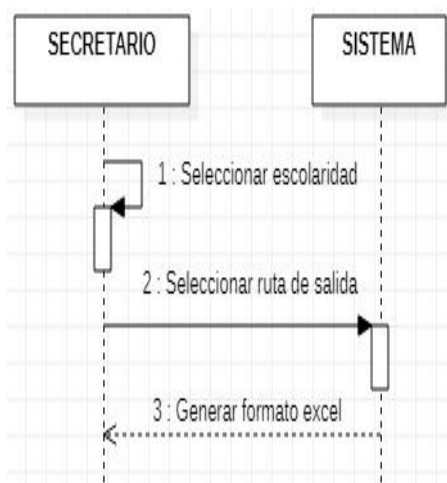 SECRETARIO
SISTEMA
1 : Seleccionar escolaridad
2 : Seleccionar ruta de salida
3 : Generar formato excel